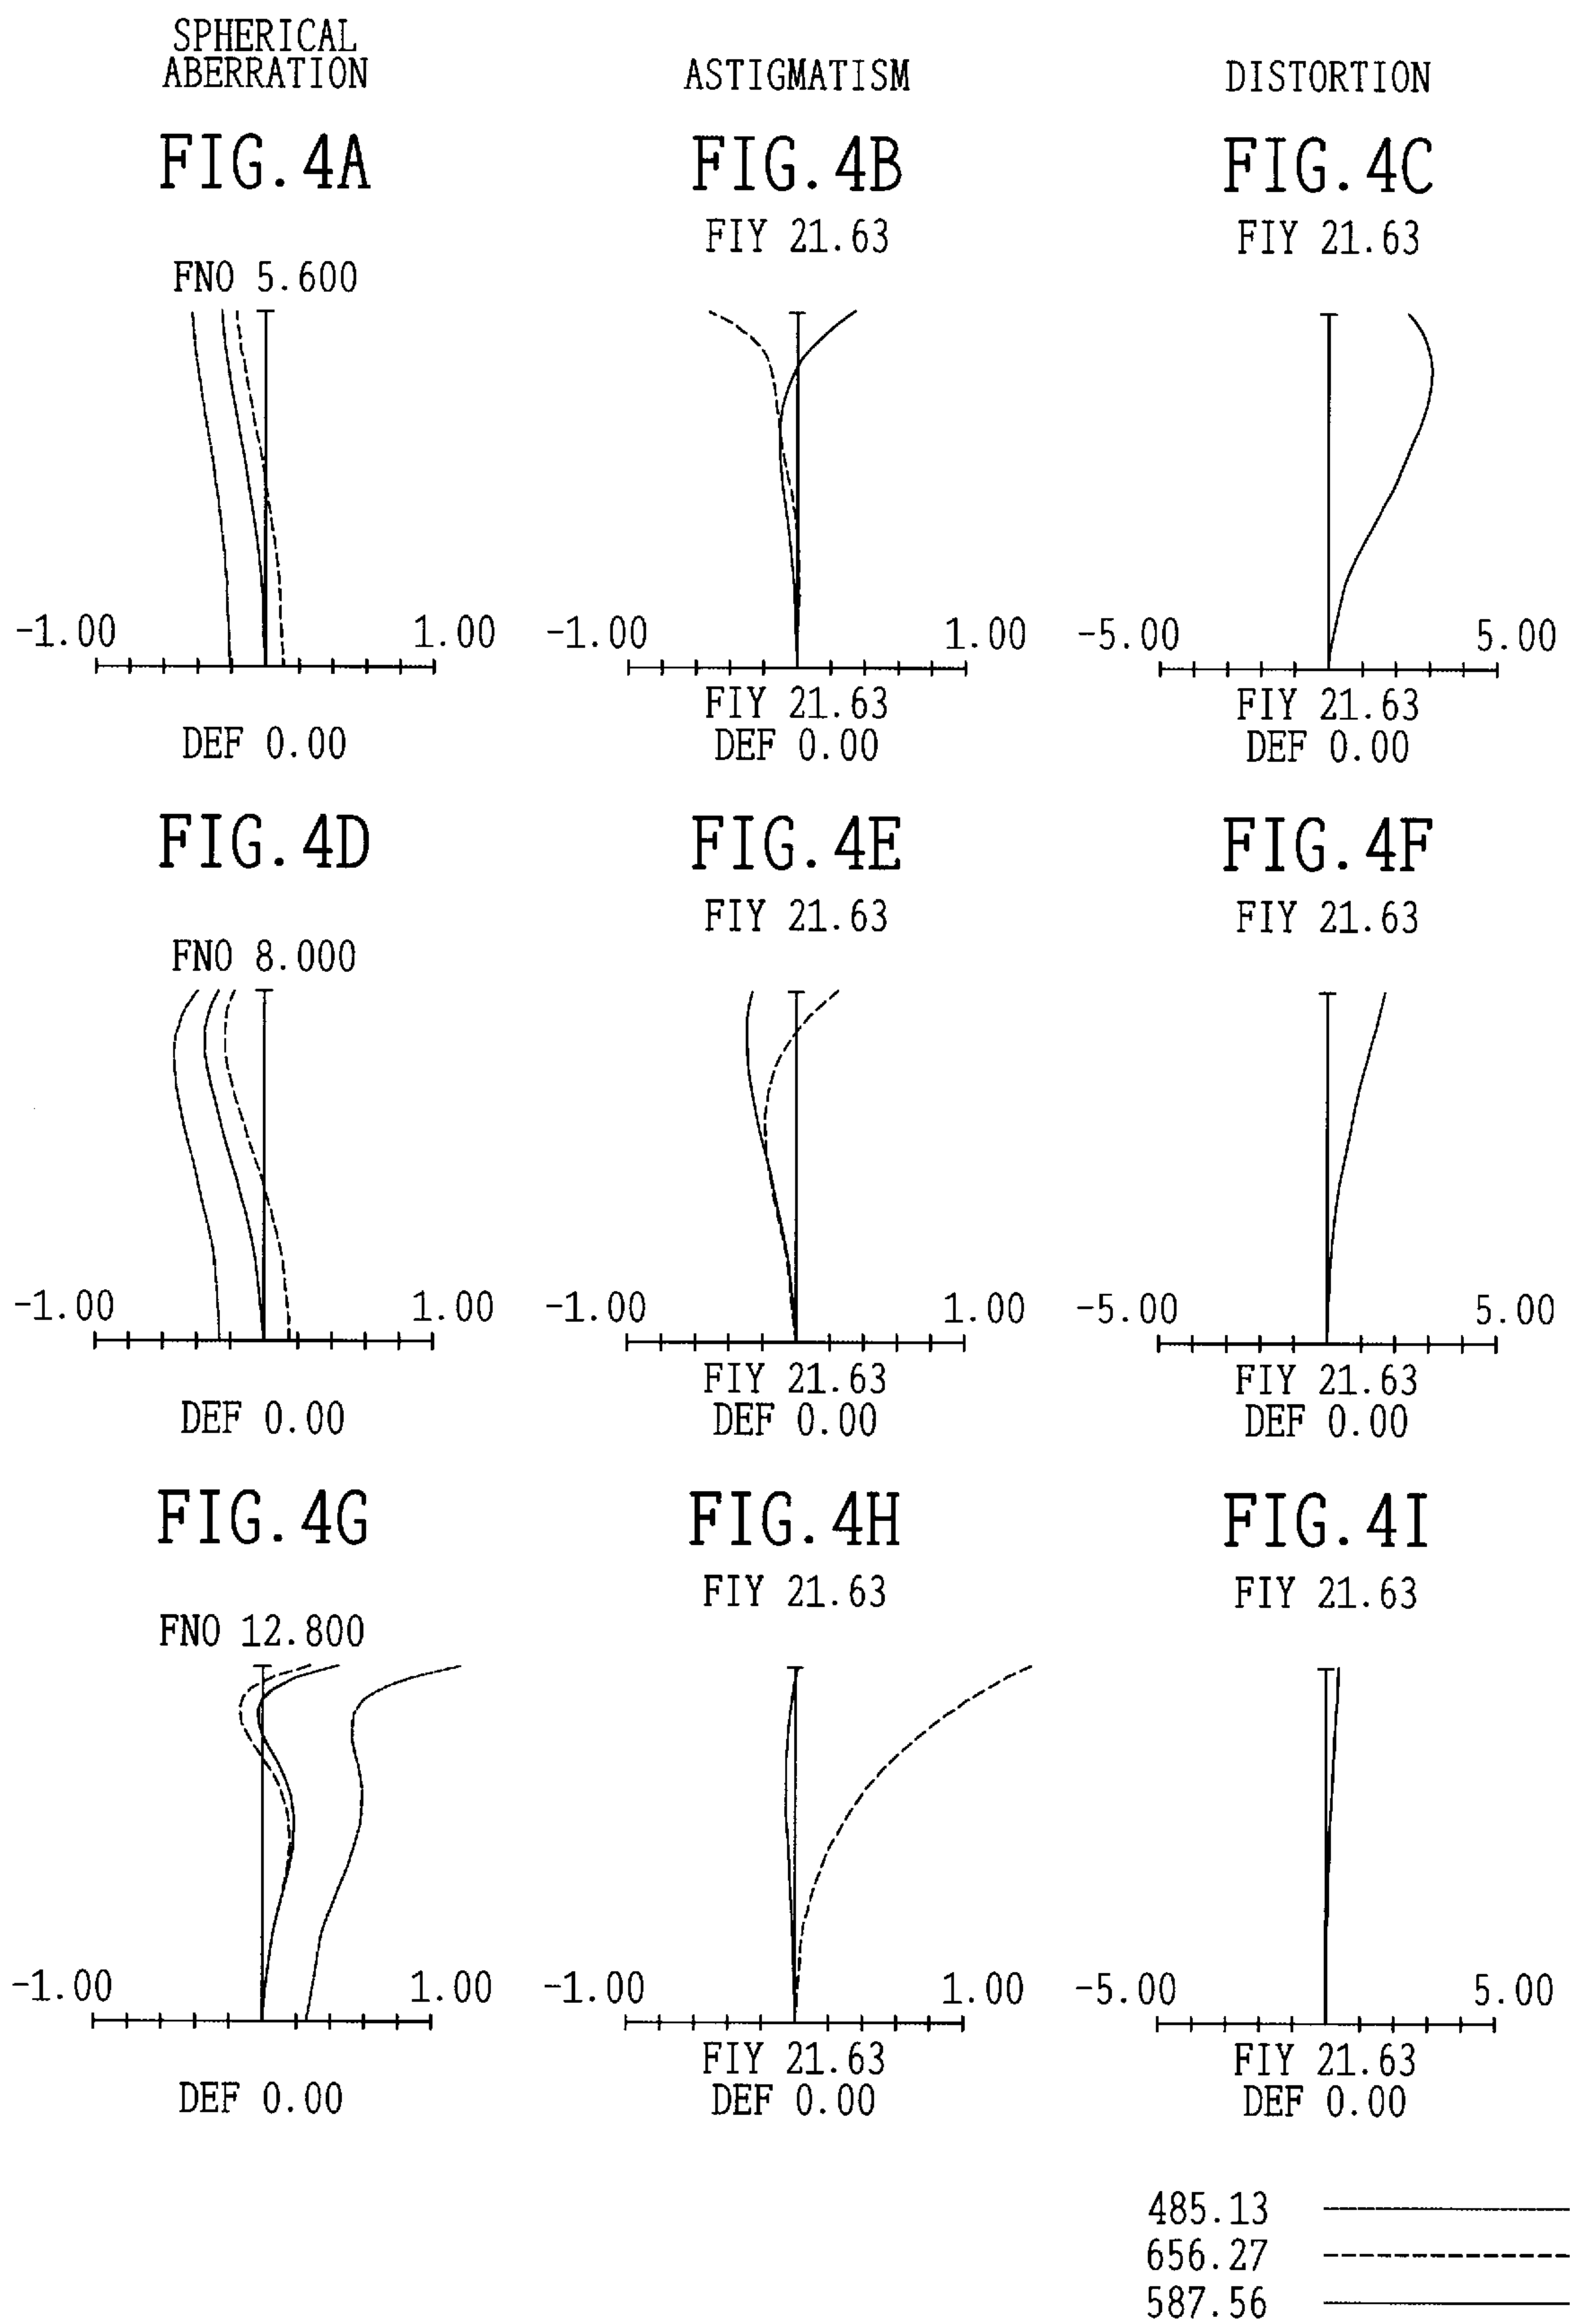 SPHERICAL
ABERRATION
ASTIGMATISM
DISTORTION
FIG.4A
FIG.4B
FIG.4C
FIY 21.63
FIY 21.63
FNO 5.600
-1.00
1.00
-1.00
1.00
-5.00
5.00
FIY 21.63
FIY 21.63
DEF 0.00
DEF 0.00
DEF 0.00
FIG.4D
FIG.4E
FIG.4F
FIY 21.63
FIY 21.63
FNO 8.000
-1.00
1.00
-1.00
1.00
-5.00
5.00
FIY 21.63
FIY 21.63
DEF 0.00
DEF 0.00
DEF 0.00
FIG.4G
FIG.4H
FIG.4I
FIY 21.63
FIY 21.63
FNO 12.800
-1.00
1.00
-1.00
1.00
-5.00
5.00
FIY 21.63
FIY 21.63
DEF 0.00
DEF 0.00
DEF 0.00
485.13
656.27
587.56